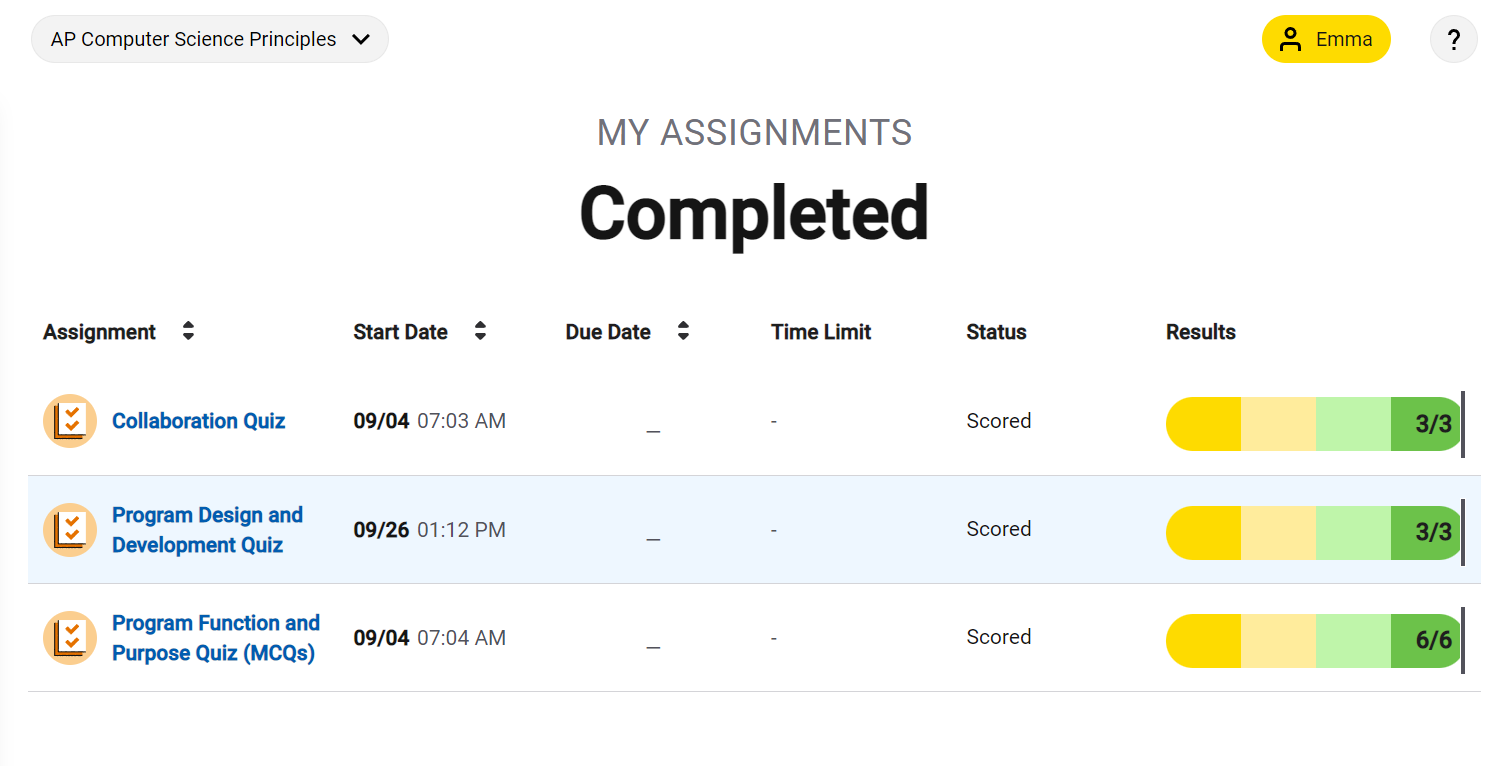 AP Computer Science Principles
Emma
?
MY ASSIGNMENTS
Completed
Assignment Start Date Due Date Time Limit Status Results
Collaboration Quiz 09/04 07:03 AM _ - Scored 3/3
Program Design and
Development Quiz 09/26 01:12 PM _ - Scored 3/3
Program Function and
Purpose Quiz (MCQs) 09/04 07:04 AM _ - Scored 6/6